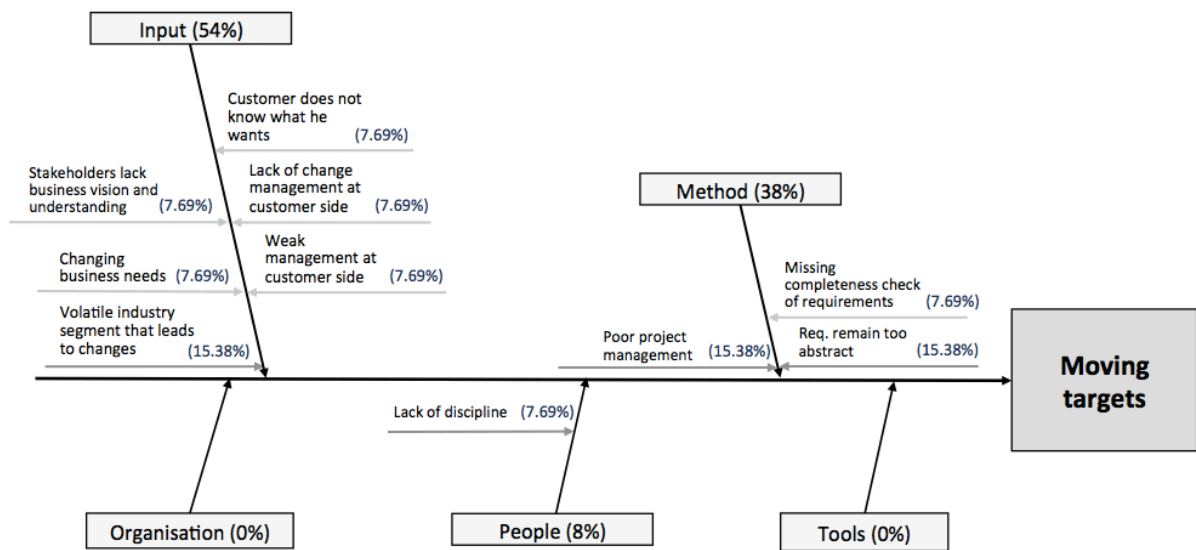 Input (54%)
Customer does not
know what he
wants (7.69%)
Stakeholders lack
business vision and
understanding (7.69%)
Lack of change
management at
customer side (7.69%)
Changing
business needs (7.69%)
Weak
management at
customer side (7.69%)
Volatile industry
segment that leads
to changes (15.38%)
Method (38%)
Missing
completeness check
of requirements (7.69%)
Poor project
management (15.38%)
Req. remain too
abstract (15.38%)
Moving
targets
Lack of discipline (7.69%)
Organisation (0%)
People (8%)
Tools (0%)